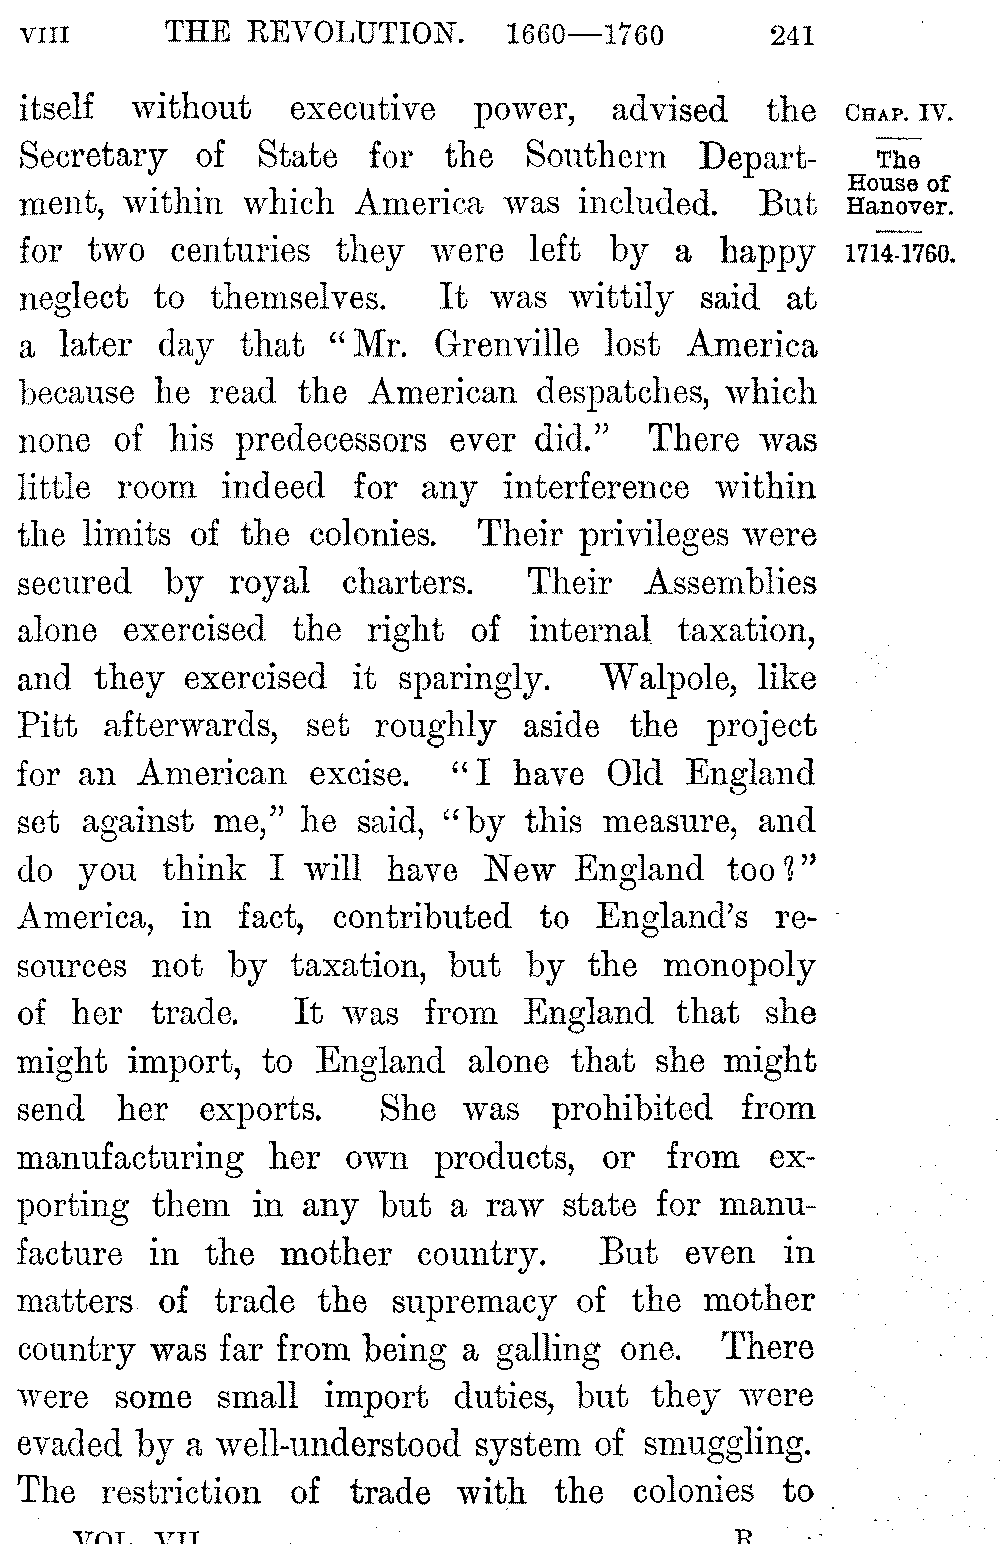 VIII THE REVOLUTION. 1660—1760 241
itself without executive power, advised the
Secretary of State for the Southern Depart-
ment, within which America was included. But
for two centuries they were left by a happy
neglect to themselves. It was wittily said at
a later day that “Mr. Grenville lost America
because he read the American despatches, which
none of his predecessors ever did.” There was
little room indeed for any interference within
the limits of the colonies. Their privileges were
secured by royal charters. Their Assemblies
alone exercised the right of internal taxation,
and they exercised it sparingly. Walpole, like
Pitt afterwards, set roughly aside the project
for an American excise. “I have Old England
set against me,” he said, “by this measure, and
do you think I will have New England too?”
America, in fact, contributed to England’s re-
sources not by taxation, but by the monopoly
of her trade. It was from England that she
might import, to England alone that she might
send her exports. She was prohibited from
manufacturing her own products, or from ex-
porting them in any but a raw state for manu-
facture in the mother country. But even in
matters of trade the supremacy of the mother
country was far from being a galling one. There
were some small import duties, but they were
evaded by a well-understood system of smuggling.
The restriction of trade with the colonies to
VOL. VII R
CHAP. IV.
The
House of
Hanover.
1714-1760.